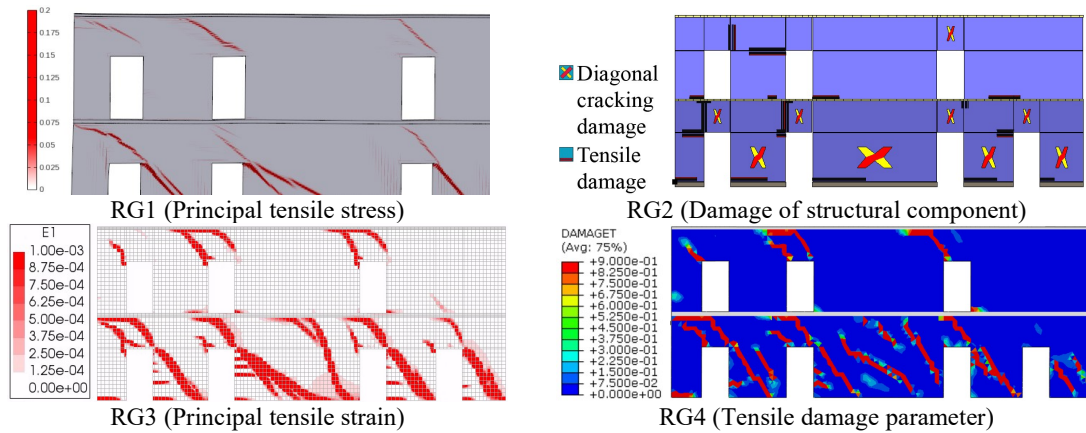 0.2
0.175
0.15
0.125
0.1
0.075
0.05
0.025
0
RG1 (Principal tensile stress)
Diagonal
cracking
damage
Tensile
damage
RG2 (Damage of structural component)
E1
1.00e-03
8.75e-04
7.50e-04
6.25e-04
5.00e-04
3.75e-04
2.50e-04
1.25e-04
0.00e+00
RG3 (Principal tensile strain)
DAMAGET
(Avg: 75%)
+9.000e-01
+8.250e-01
+7.500e-01
+6.750e-01
+6.000e-01
+5.250e-01
+4.500e-01
+3.750e-01
+3.000e-01
+2.250e-01
+1.500e-01
+7.500e-02
+0.000e+00
RG4 (Tensile damage parameter)